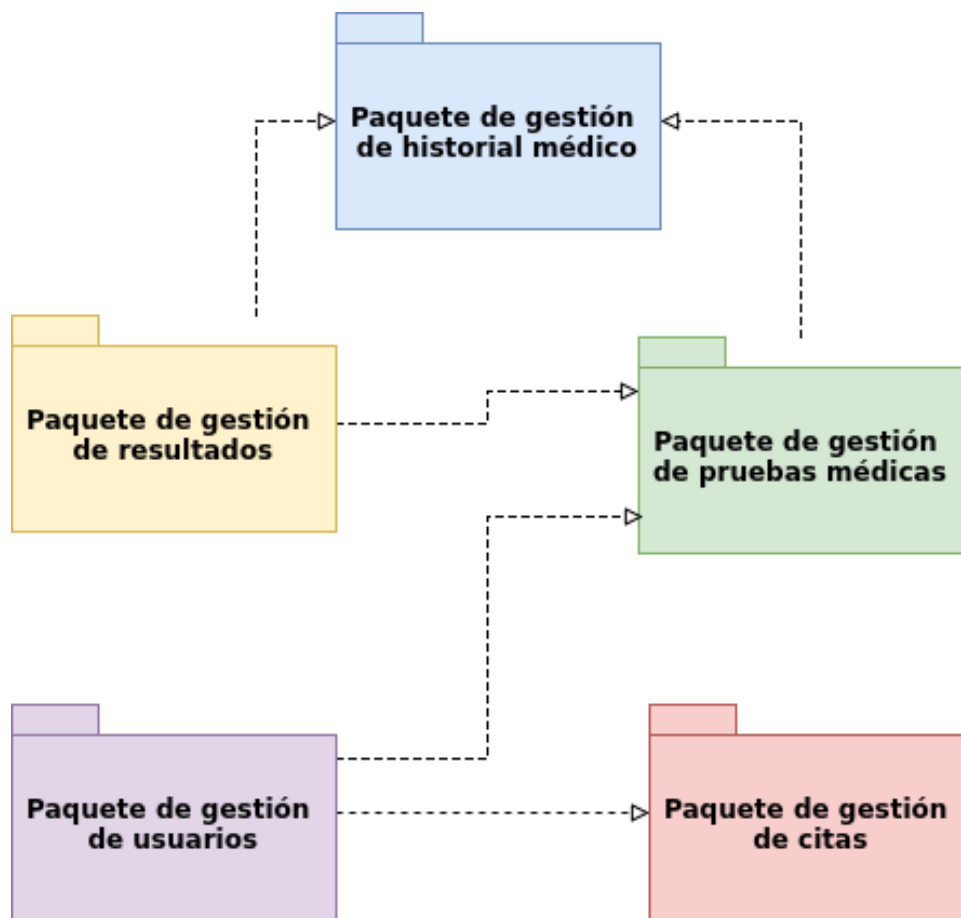 Paquete de gestión
de historial médico
Paquete de gestión
de resultados
Paquete de gestión
de pruebas médicas
Paquete de gestión
de usuarios
Paquete de gestión
de citas